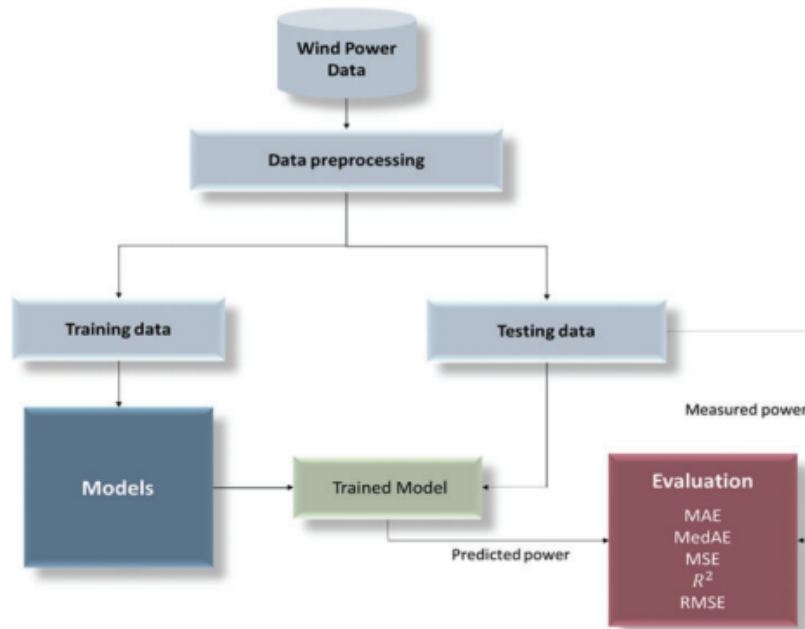 Wind Power
Data
Data preprocessing
Training data
Testing data
Measured power
Models
Trained Model
Evaluation
MAE
MedAE
MSE
R²
RMSE
Predicted power